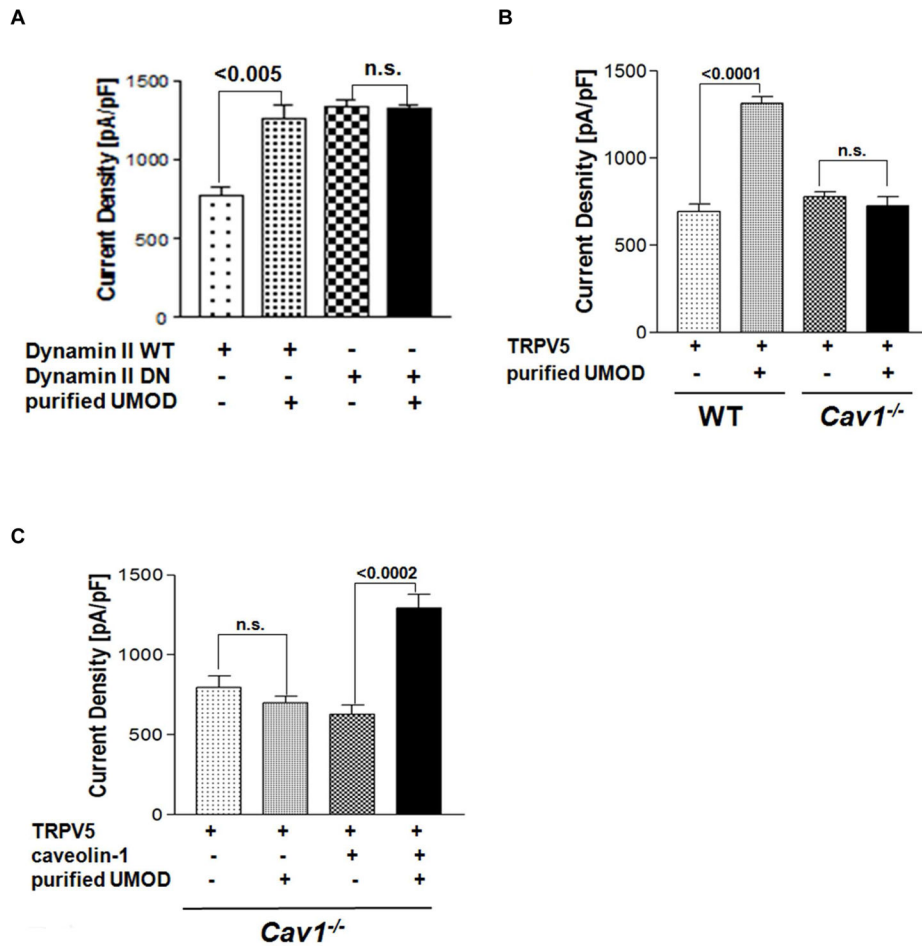 A
Current Density [pA/pF]
1500
1000
500
0
<0.005
n.s.
Dynamin II WT + + - -
Dynamin II DN - - + +
purified UMOD - + - +
B
Current Desnity [pA/pF]
1500
1000
500
0
<0.0001
n.s.
TRPV5 + + + +
purified UMOD - + - +
WT Cav1-/-
C
Current Density [pA/pF]
1500
1000
500
0
n.s.
<0.0002
TRPV5 + + + +
caveolin-1 - - + +
purified UMOD - + - +
Cav1-/-